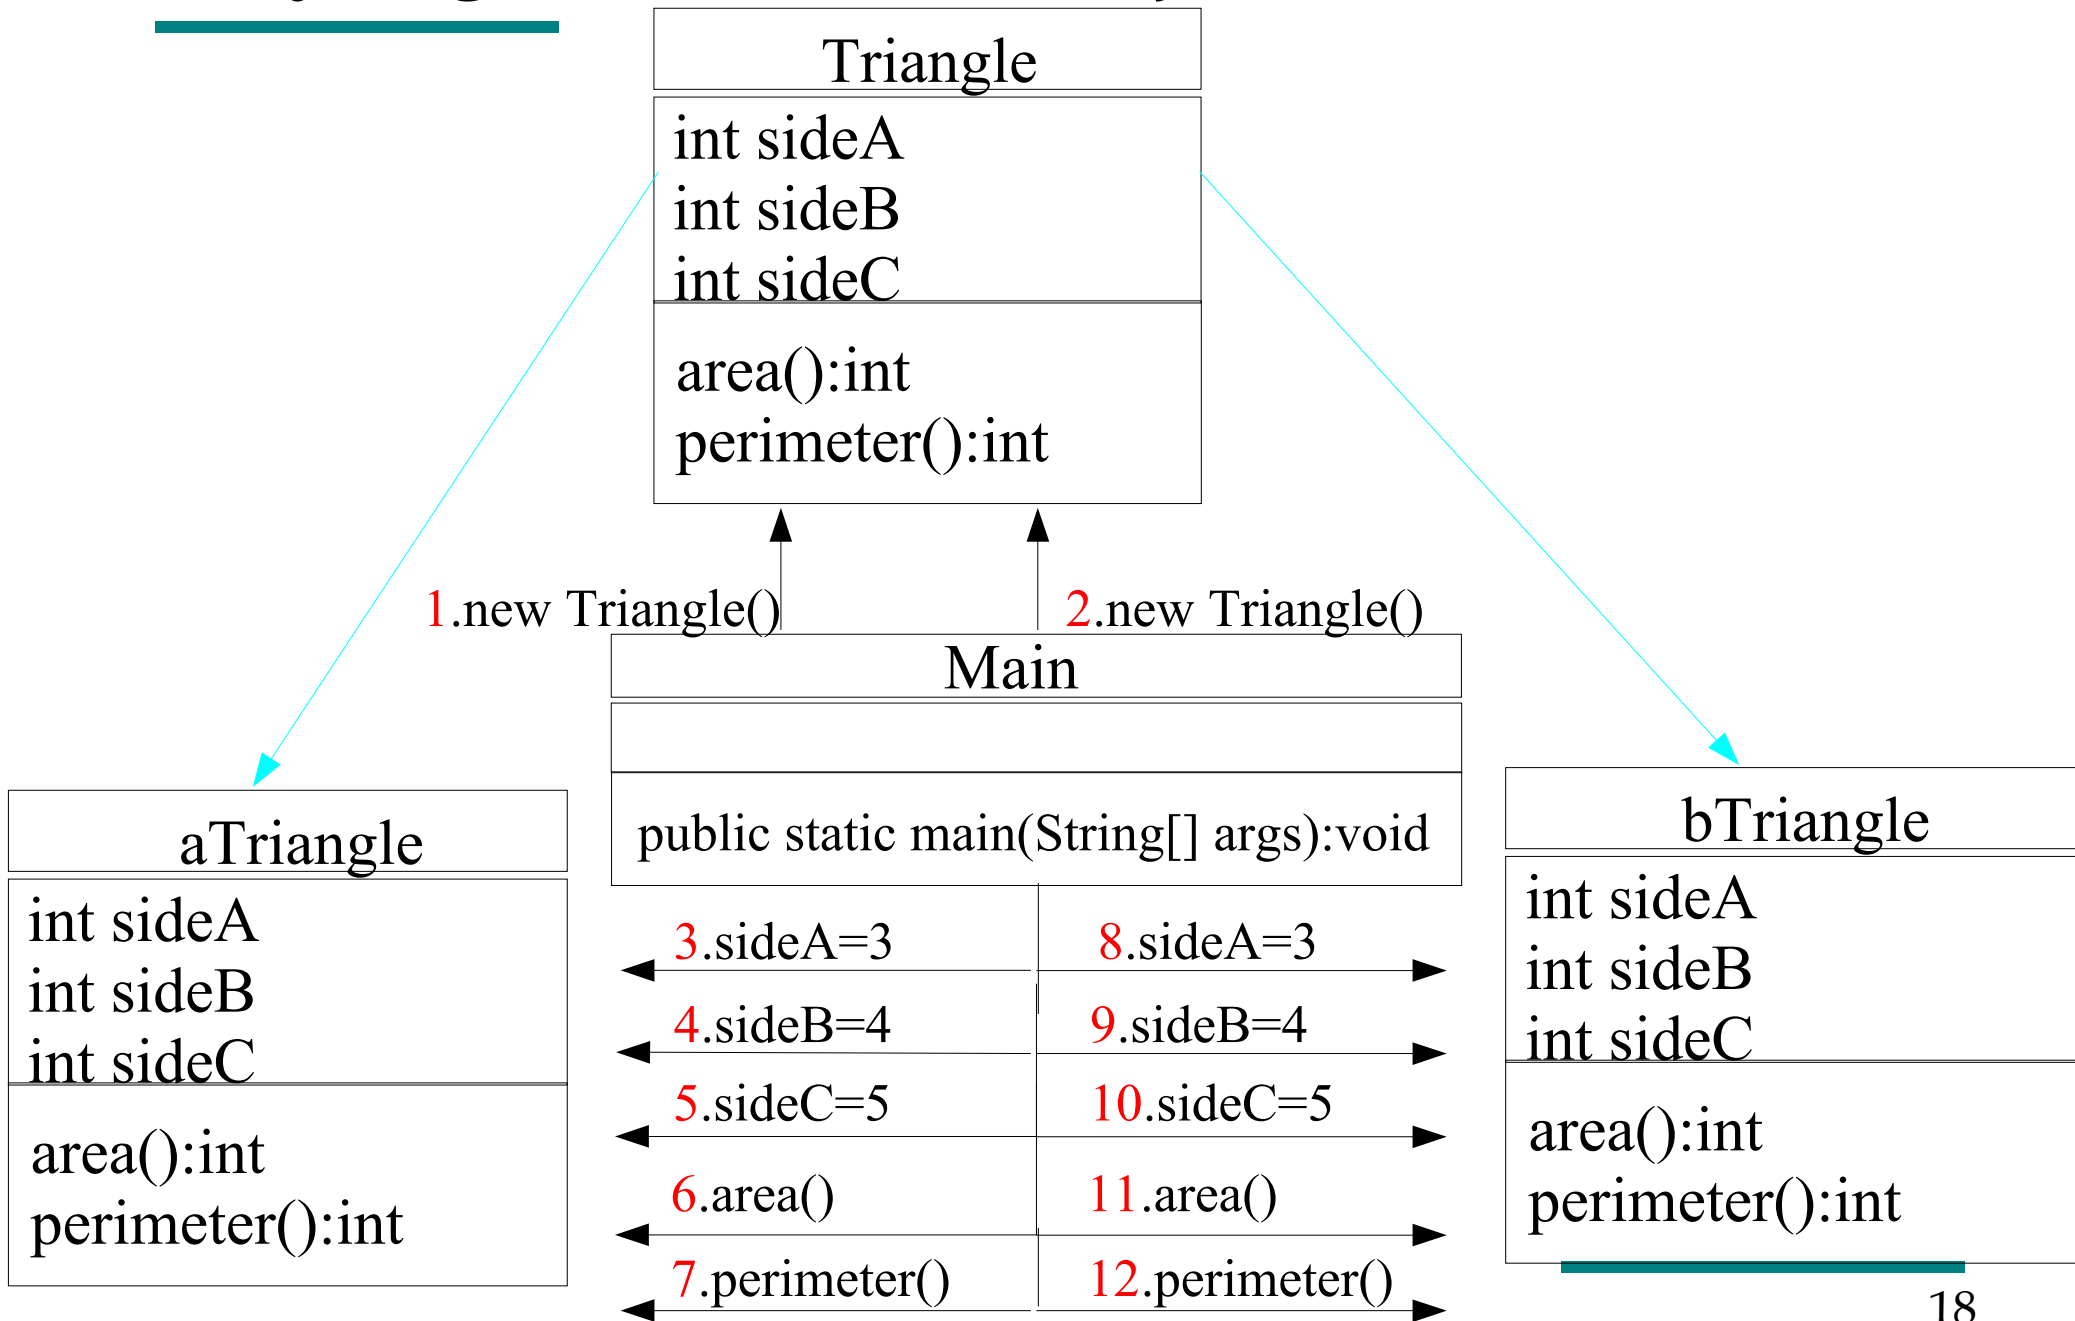 Triangle
int sideA
int sideB
int sideC
area():int
perimeter():int
1.new Triangle()
2.new Triangle()
Main
public static main(String[] args):void
aTriangle
int sideA
int sideB
int sideC
area():int
perimeter():int
3.sideA=3
4.sideB=4
5.sideC=5
6.area()
7.perimeter()
8.sideA=3
9.sideB=4
10.sideC=5
11.area()
12.perimeter()
bTriangle
int sideA
int sideB
int sideC
area():int
perimeter():int
18